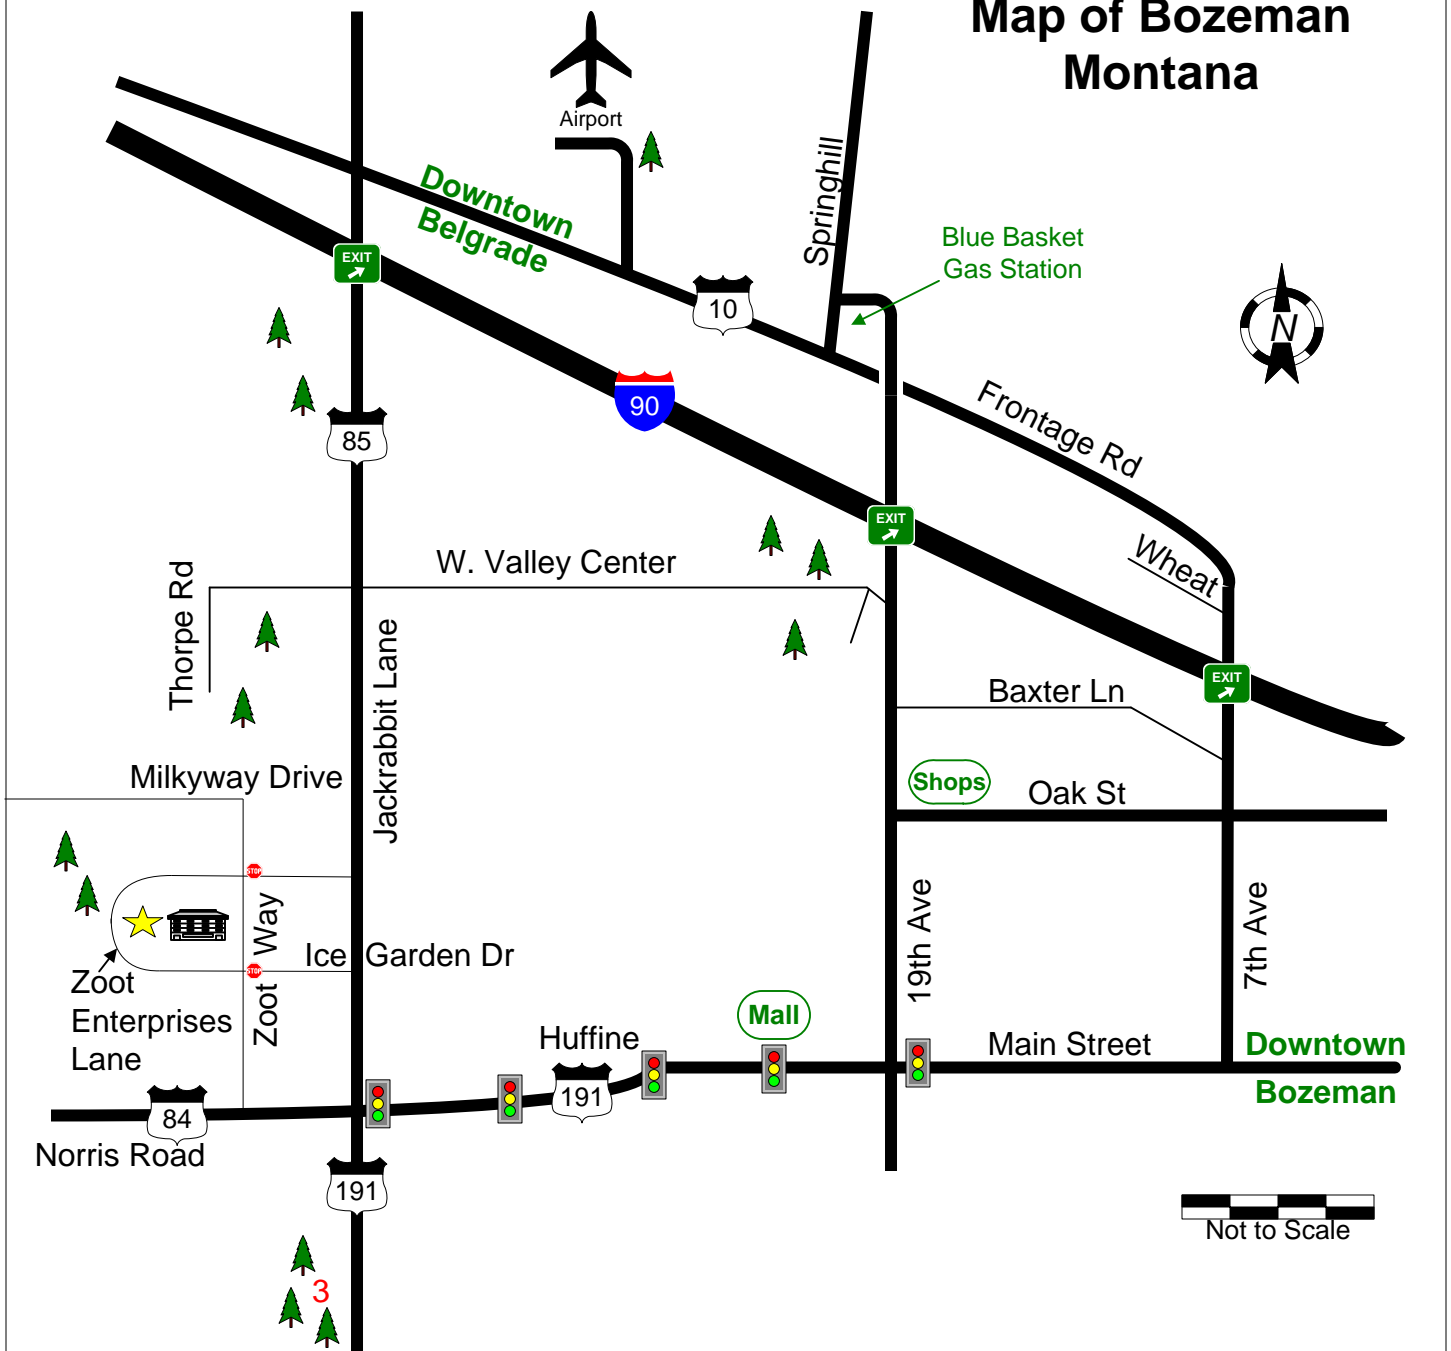 Map of Bozeman
Montana
Airport
Downtown
Belgrade
Springhill
Blue Basket
Gas Station
EXIT
10
N
90
Frontage Rd
85
EXIT
W. Valley Center
Wheat
Thorpe Rd
Jackrabbit Lane
EXIT
Baxter Ln
Milkyway Drive
Shops
Oak St
STOP
Zoot Way
19th Ave
7th Ave
Ice Garden Dr
STOP
Zoot
Enterprises
Lane
Mall
Huffine
Main Street
Downtown
Bozeman
191
84
Norris Road
191
Not to Scale
3